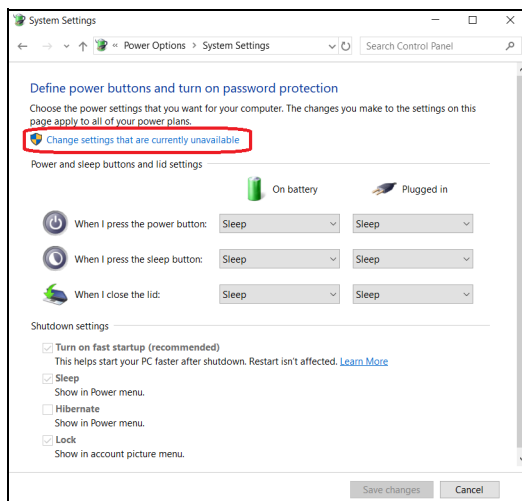 System Settings
« Power Options > System Settings
Search Control Panel
Define power buttons and turn on password protection
Choose the power settings that you want for your computer. The changes you make to the settings on this
page apply to all of your power plans.
Change settings that are currently unavailable
Power and sleep buttons and lid settings
On battery Plugged in
When I press the power button: Sleep Sleep
When I press the sleep button: Sleep Sleep
When I close the lid: Sleep Sleep
Shutdown settings
Turn on fast startup (recommended)
This helps start your PC faster after shutdown. Restart isn't affected. Learn More
Sleep
Show in Power menu.
Hibernate
Show in Power menu.
Lock
Show in account picture menu.
Save changes Cancel